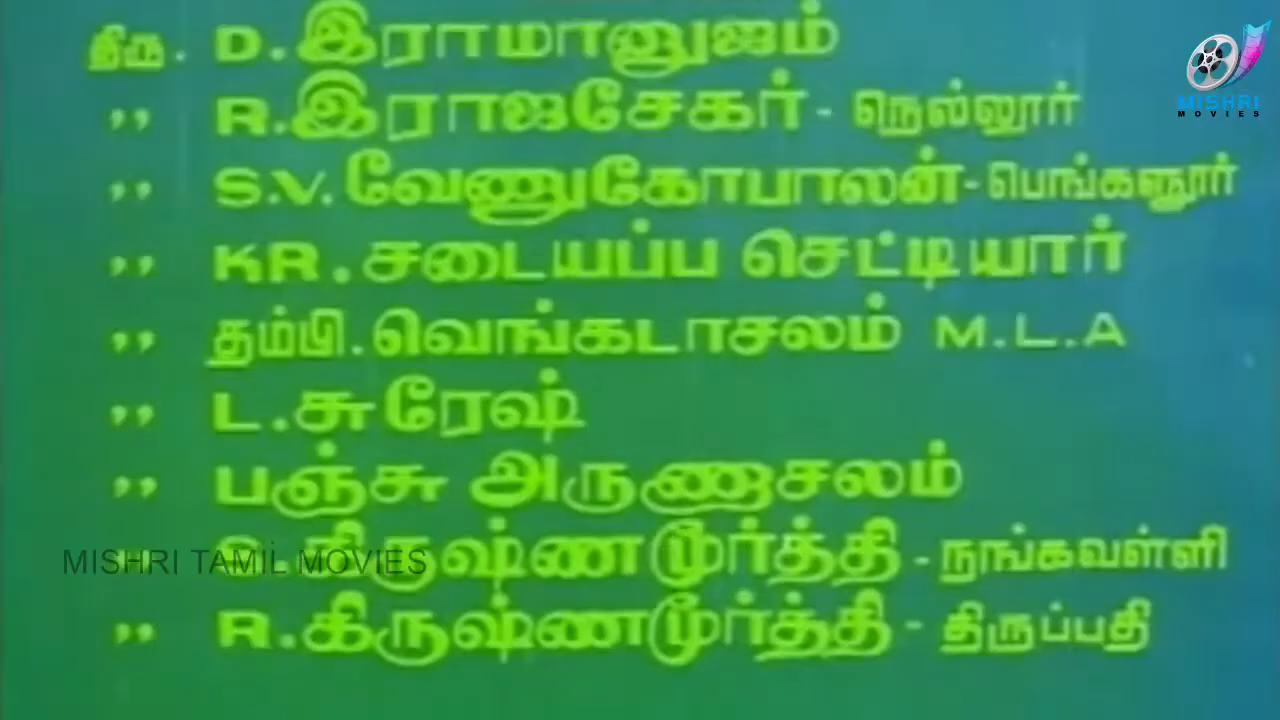 திரு. D.இராமானுஜம்
,, R.இராஜசேகர் - நெல்லூர்
,, S.V.வேணுகோபாலன் - பெங்களூர்
,, KR.சடையப்ப செட்டியார்
,, தம்பி.வெங்கடாசலம் M.L.A
,, L.சுரேஷ்
,, பஞ்சு அருணாசலம்
,, கிருஷ்ணமூர்த்தி - நங்கவள்ளி
,, R.கிருஷ்ணமூர்த்தி - திருப்பதி
MISHRI MOVIES
MISHRI TAMIL MOVIES